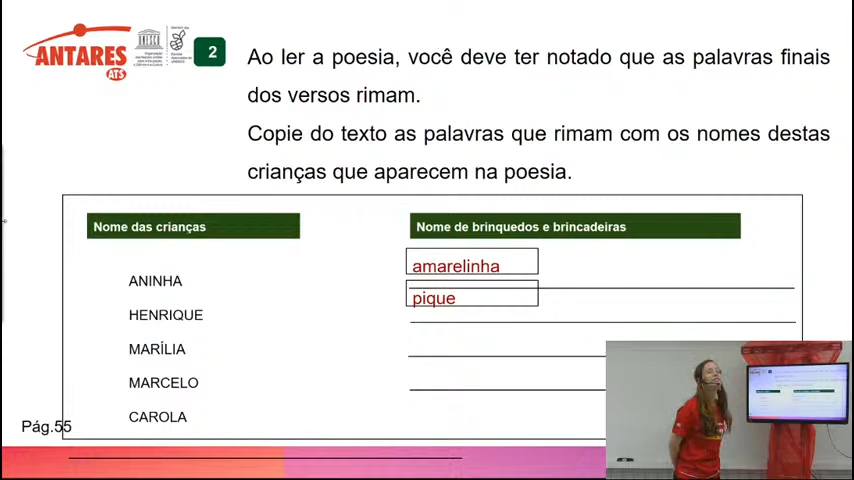 ANTARES
ATS
2
Ao ler a poesia, você deve ter notado que as palavras finais
dos versos rimam.
Copie do texto as palavras que rimam com os nomes destas
crianças que aparecem na poesia.
Nome das crianças
Nome de brinquedos e brincadeiras
amarelinha
ANINHA
pique
HENRIQUE
MARÍLIA
MARCELO
CAROLA
Pág.55